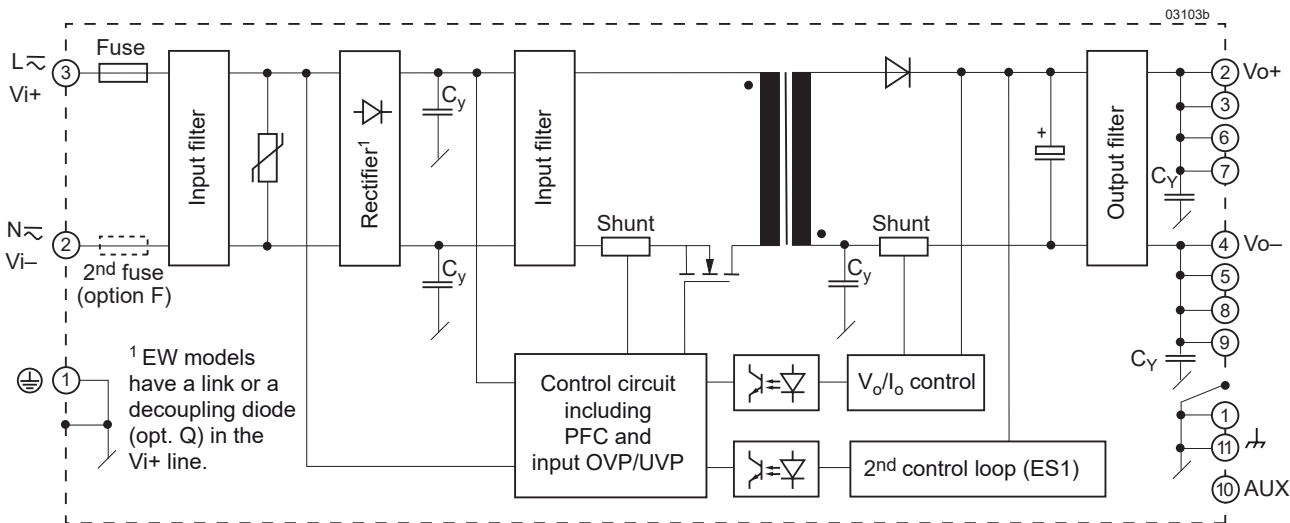 03103b
L
3
Vi+
Fuse
Input filter
Rectifier1
Cy
Input filter
+
Output filter
2 Vo+
3
6
7
CY
N
2
Vi–
2nd fuse
(option F)
Cy
Shunt
Cy
Shunt
4 Vo–
5
8
9
CY
1
1 EW models
have a link or a
decoupling diode
(opt. Q) in the
Vi+ line.
Control circuit
including
PFC and
input OVP/UVP
Vo/Io control
2nd control loop (ES1)
1
11
10 AUX